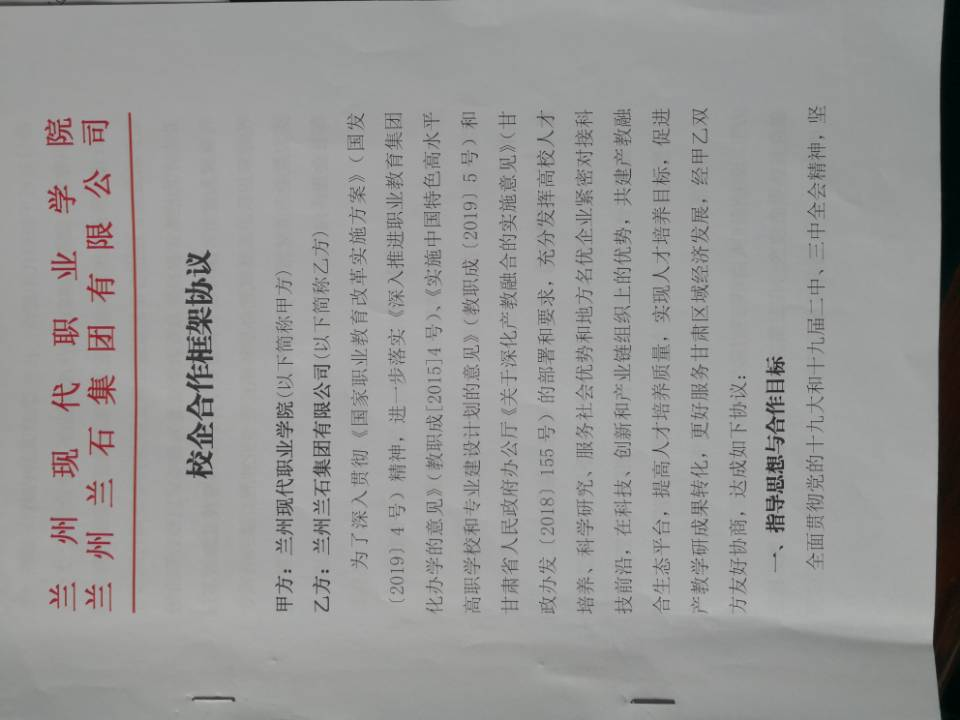 兰州现代职业学院
兰州兰石集团有限公司
校企合作框架协议
甲方：兰州现代职业学院(以下简称甲方)
乙方：兰州兰石集团有限公司(以下简称乙方)
为了深入贯彻《国家职业教育改革实施方案》（国发
〔2019〕4号）精神，进一步落实《深入推进职业教育集团
化办学的意见》（教职成[2015]4号）、《实施中国特色高水平
高职学校和专业建设计划的意见》（教职成〔2019〕5号）和
甘肃省人民政府办公厅《关于深化产教融合的实施意见》（甘
政办发〔2018〕155号）的部署和要求，充分发挥高校人才
培养、科学研究、服务社会优势和地方名优企业紧密对接科
技前沿，在科技、创新和产业链组织上的优势，共建产教融
合生态平台，提高人才培养质量，实现人才培养目标，促进
产教学研成果转化，更好服务甘肃区域经济发展，经甲乙双
方友好协商，达成如下协议：
一、指导思想与合作目标
全面贯彻党的十九大和十九届二中、三中全会精神，坚